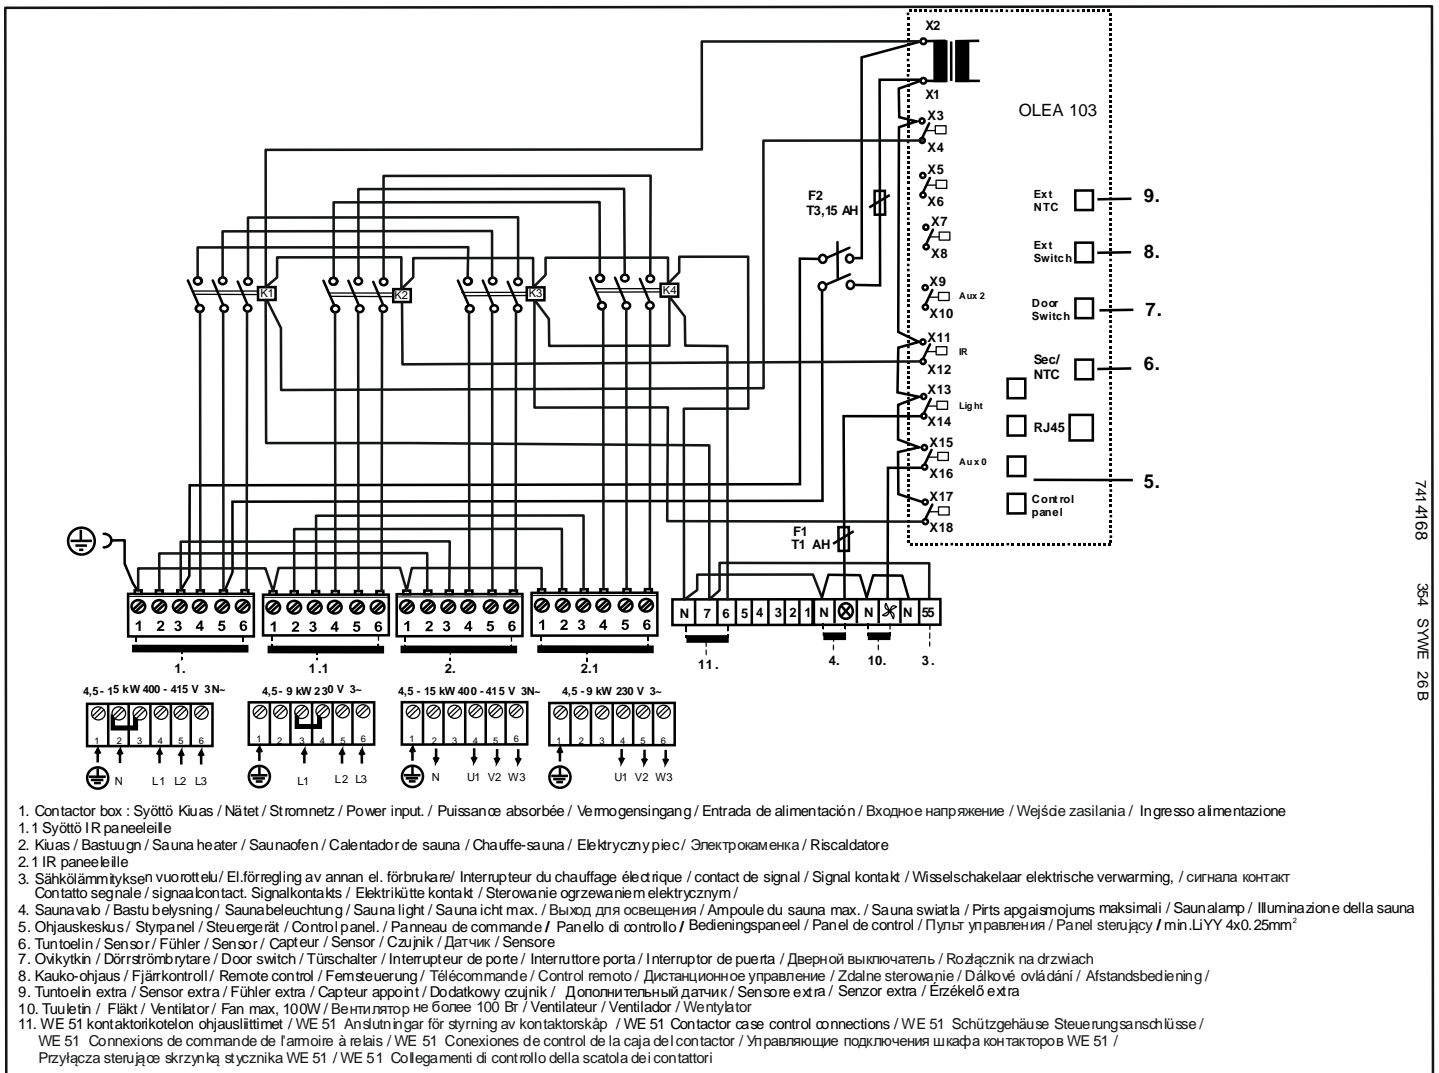 X2
X1
OLEA 103
X3
X4
X5
X6
X7
X8
X9
Aux 2
X10
X11
IR
X12
X13
Light
X14
X15
Aux 0
X16
X17
X18
Ext
NTC
9.
Ext
Switch
8.
Door
Switch
7.
Sec/
NTC
6.
RJ45
5.
Control
panel
F2
T3,15 AH
K1
K2
K3
K4
F1
T1 AH
1 2 3 4 5 6
1 2 3 4 5 6
1 2 3 4 5 6
1 2 3 4 5 6
N 7 6 5 4 3 2 1 N N N 55
1.
1.1
2.
2.1
11.
4.
10.
3.
4,5 - 15 kW 400 - 415 V 3N~
4,5 - 9 kW 230 V 3~
4,5 - 15 kW 400 - 415 V 3N~
4,5 - 9 kW 230 V 3~
1 2 3 4 5 6
1 2 3 4 5 6
1 2 3 4 5 6
1 2 3 4 5 6
N L1 L2 L3
L1 L2 L3
N U1 V2 W3
U1 V2 W3
7414168 354 SYWE 26 B
1. Contactor box : Syöttö Kiuas / Nätet / Stromnetz / Power input. / Puissance absorbée / Vermogensingang / Entrada de alimentación / Входное напряжение / Wejście zasilania / Ingresso alimentazione
1.1 Syöttö IR paneeleille
2. Kiuas / Bastuugn / Sauna heater / Saunaofen / Calentador de sauna / Chauffe-sauna / Elektryczny piec / Электрокаменка / Riscaldatore
2.1 IR paneeleille
3. Sähkölämmityksen vuorottelu/ El.förregling av annan el. förbrukare/ Interrupteur du chauffage électrique / contact de signal / Signal kontakt / Wisselschakelaar elektrische verwarming, / сигнала контакт
Contatto segnale / signaalcontact. Signalkontakts / Elektrikütte kontakt / Sterowanie ogrzewaniem elektrycznym /
4. Saunavalo / Bastu belysning / Saunabeleuchtung / Sauna light / Sauna icht max. / Выход для освещения / Ampoule du sauna max. / Sauna swiatla / Pirts apgaismojums maksimali / Saunalamp / Illuminazione della sauna
5. Ohjauskeskus / Styrpanel / Steuergerät / Control panel. / Panneau de commande / Panello di controllo / Bedieningspaneel / Panel de control / Пульт управления / Panel sterujący / min.LiYY 4x0.25mm²
6. Tuntoelin / Sensor / Fühler / Sensor / Capteur / Sensor / Czujnik / Датчик / Sensore
7. Ovikytkin / Dörrströmbrytare / Door switch / Türschalter / Interrupteur de porte / Interruttore porta / Interruptor de puerta / Дверной выключатель / Rozłącznik na drzwiach
8. Kauko-ohjaus / Fjärrkontroll / Remote control / Fernsteuerung / Télécommande / Control remoto / Дистанционное управление / Zdalne sterowanie / Dálkové ovládání / Afstandsbediening /
9. Tuntoelin extra / Sensor extra / Fühler extra / Capteur appoint / Dodatkowy czujnik / Дополнительный датчик / Sensore extra / Senzor extra / Érzékelő extra
10. Tuuletin / Fläkt / Ventilator / Fan max, 100W / Вентилятор не более 100 Вт / Ventilateur / Ventilador / Wentylator
11. WE 51 kontaktorikotelon ohjausliittimet / WE 51 Anslutningar för styrning av kontaktorskåp / WE 51 Contactor case control connections / WE 51 Schützgehäuse Steuerungsanschlüsse /
WE 51 Connexions de commande de l'armoire à relais / WE 51 Conexiones de control de la caja del contactor / Управляющие подключения шкафа контакторов WE 51 /
Przyłącza sterujące skrzynką stycznika WE 51 / WE 51 Collegamenti di controllo della scatola dei contattori